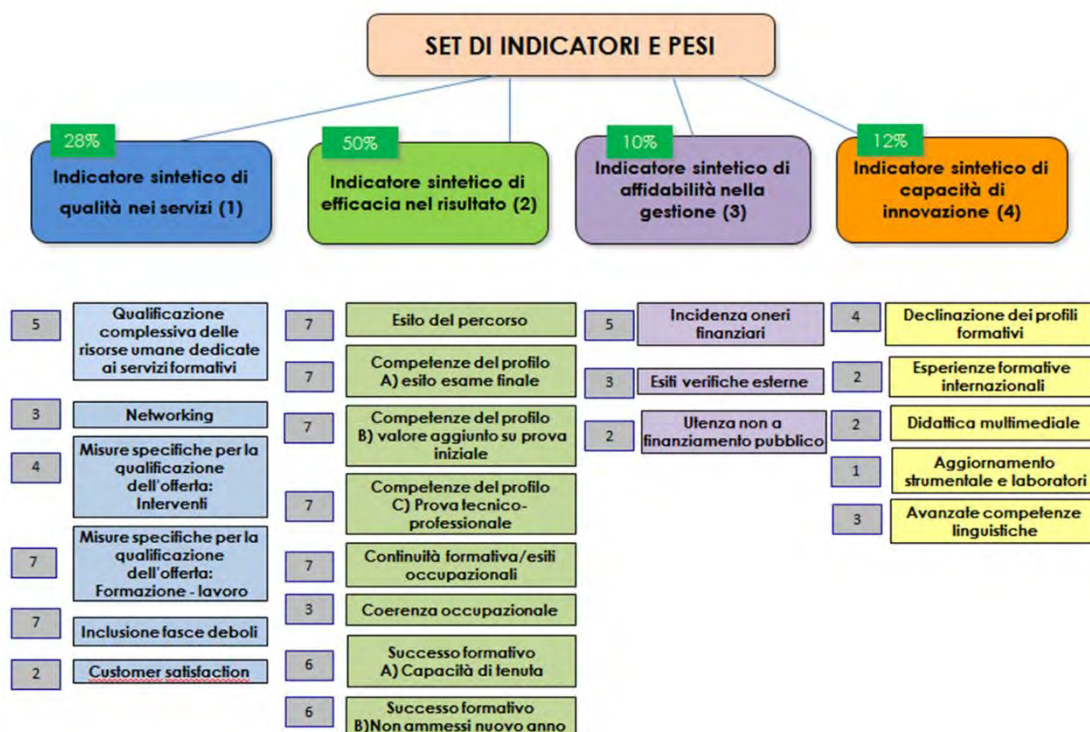 SET DI INDICATORI E PESI
28%
Indicatore sintetico di
qualità nei servizi (1)
50%
Indicatore sintetico di
efficacia nel risultato (2)
10%
Indicatore sintetico di
affidabilità nella
gestione (3)
12%
Indicatore sintetico di
capacità di
innovazione (4)
5
Qualificazione
complessiva delle
risorse umane dedicate
ai servizi formativi
3
Networking
4
Misure specifiche per la
qualificazione
dell'offerta:
Interventi
7
Misure specifiche per la
qualificazione
dell'offerta:
Formazione - lavoro
7
Inclusione fasce deboli
2
Customer satisfaction
7
Esito del percorso
7
Competenze del profilo
A) esito esame finale
7
Competenze del profilo
B) valore aggiunto su prova
iniziale
7
Competenze del profilo
C) Prova tecnico-
professionale
7
Continuità formativa/esiti
occupazionali
3
Coerenza occupazionale
6
Successo formativo
A) Capacità di tenuta
6
Successo formativo
B)Non ammessi nuovo anno
5
Incidenza oneri
finanziari
3
Esiti verifiche esterne
2
Utenza non a
finanziamento pubblico
4
Declinazione dei profili
formativi
2
Esperienze formative
internazionali
2
Didattica multimediale
1
Aggiornamento
strumentale e laboratori
3
Avanzate competenze
linguistiche